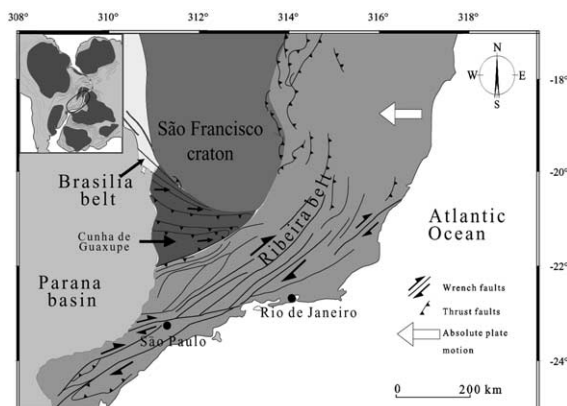 308°
310°
312°
314°
316°
318°
-18°
-20°
-22°
-24°
N
W
E
S
São Francisco
craton
Brasilia
belt
Cunha de
Guaxupe
Parana
basin
Ribeira belt
Atlantic
Ocean
Rio de Janeiro
São Paulo
Wrench faults
Thrust faults
Absolute plate
motion
0
200 km